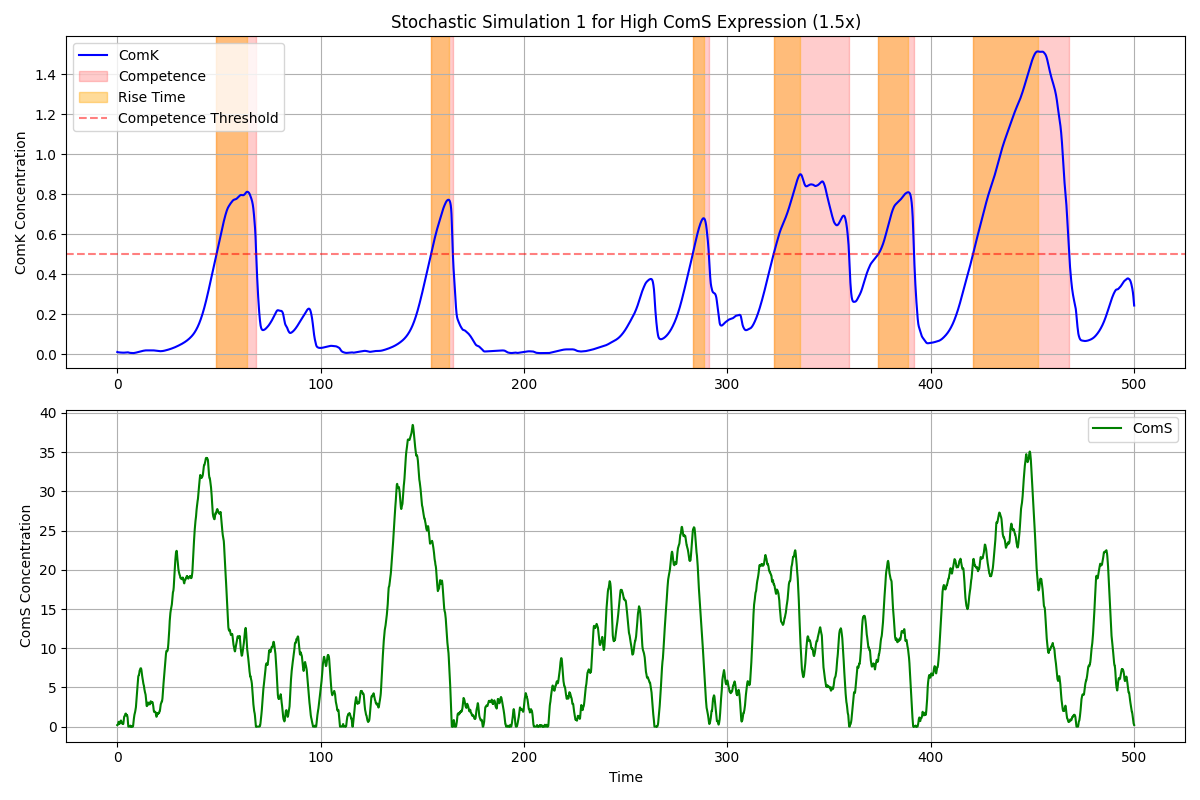 Stochastic Simulation 1 for High ComS Expression (1.5x)
ComK
Competence
Rise Time
Competence Threshold
ComK Concentration
1.4
1.2
1.0
0.8
0.6
0.4
0.2
0.0
0 100 200 300 400 500
ComS
ComS Concentration
40
35
30
25
20
15
10
5
0
0 100 200 300 400 500
Time